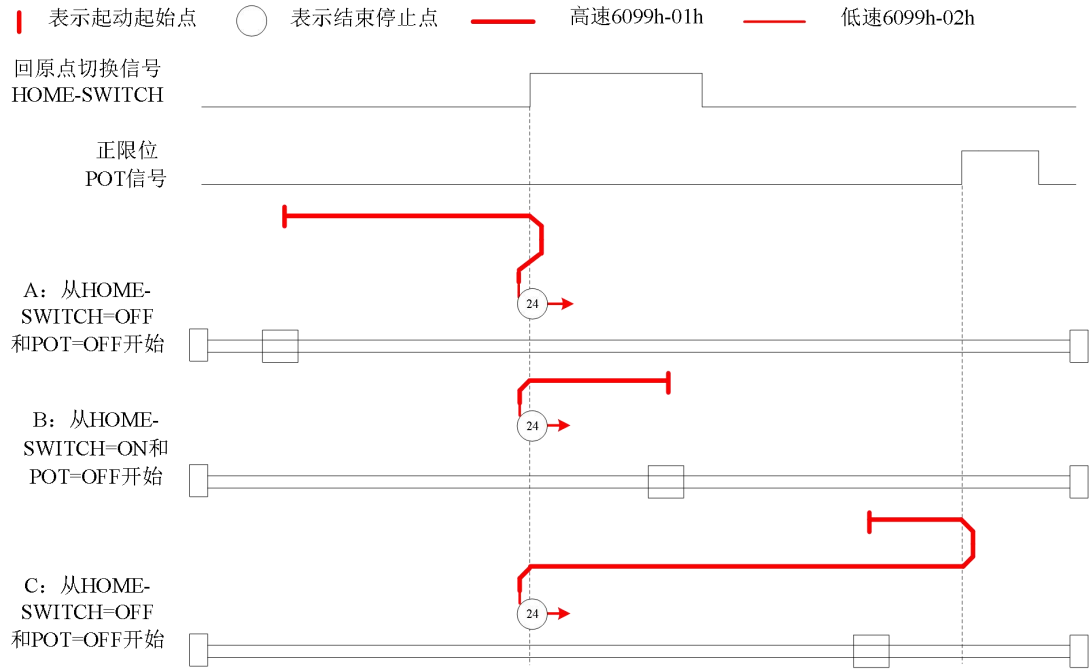 表示起动起始点 表示结束停止点 高速6099h-01h 低速6099h-02h
回原点切换信号
HOME-SWITCH
正限位
POT信号
A：从HOME-
SWITCH=OFF
和POT=OFF开始
24
B：从HOME-
SWITCH=ON和
POT=OFF开始
24
C：从HOME-
SWITCH=OFF
和POT=OFF开始
24